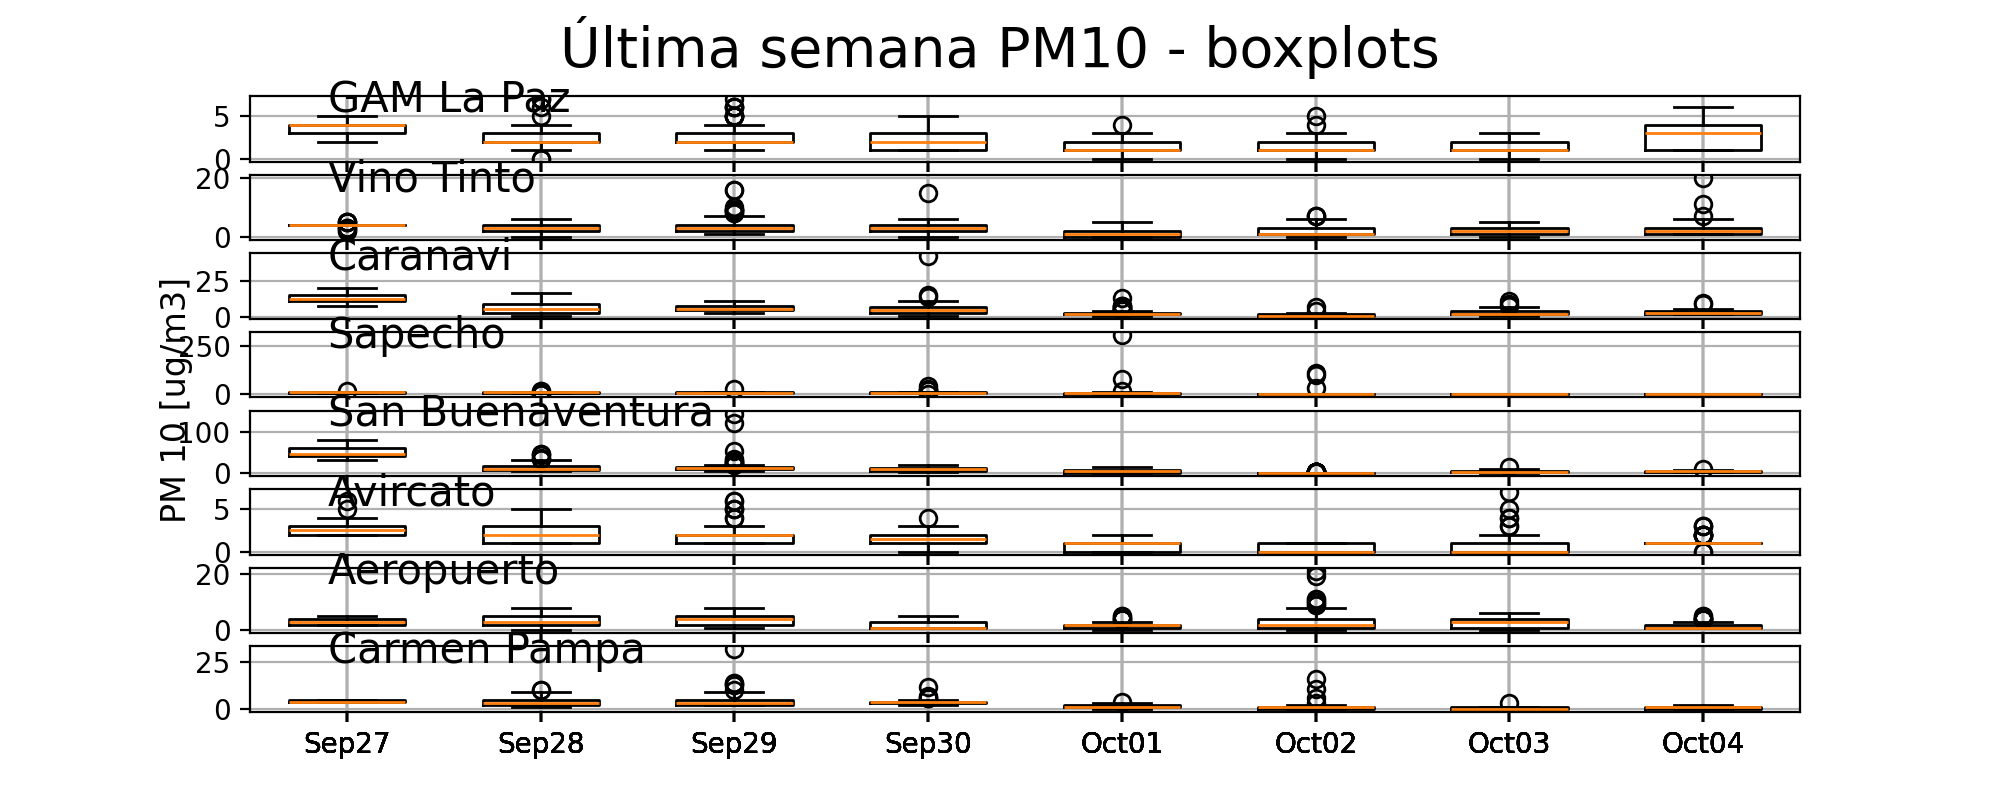 Última semana PM10 - boxplots
GAM La Paz
5
0
Vino Tinto
20
0
Caranavi
25
0
Sapecho
250
0
San Buenaventura
100
0
Avircato
5
0
Aeropuerto
20
0
Carmen Pampa
25
0
PM 10 [ug/m3]
Sep27 Sep28 Sep29 Sep30 Oct01 Oct02 Oct03 Oct04